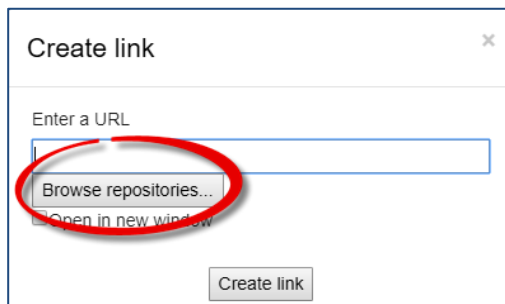 Create link
×
Enter a URL
Browse repositories...
Open in new window
Create link